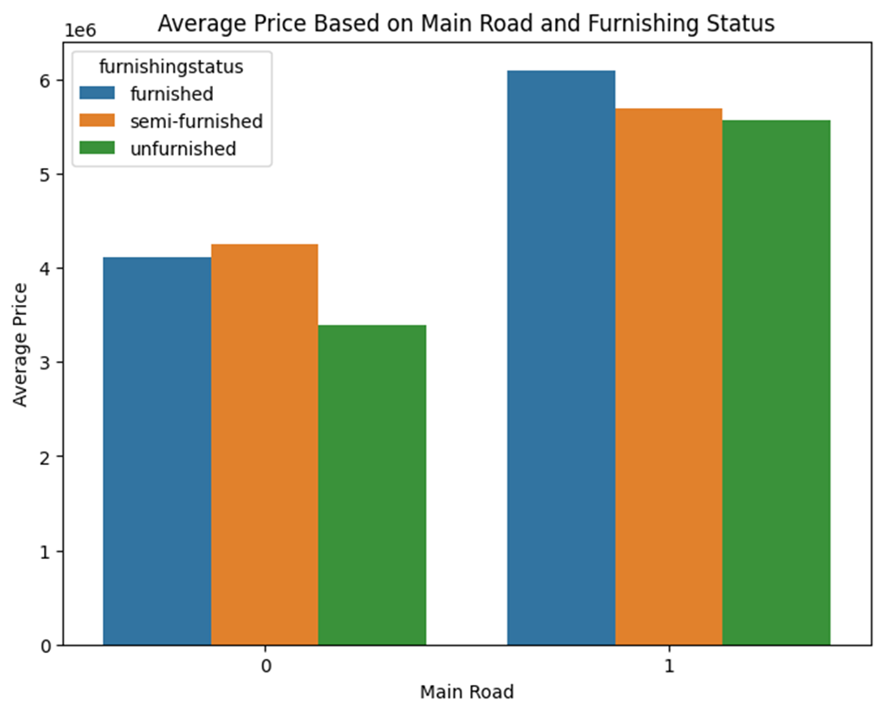 Average Price Based on Main Road and Furnishing Status
1e6
furnishingstatus
furnished
semi-furnished
unfurnished
6
5
4
3
2
1
0
Average Price
0 1
Main Road